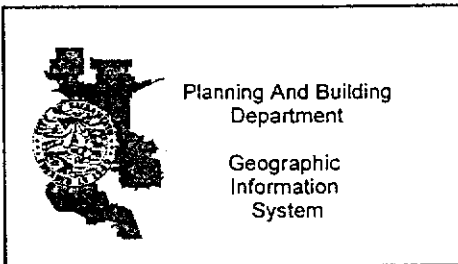 Planning And Building
Department
Geographic
Information
System